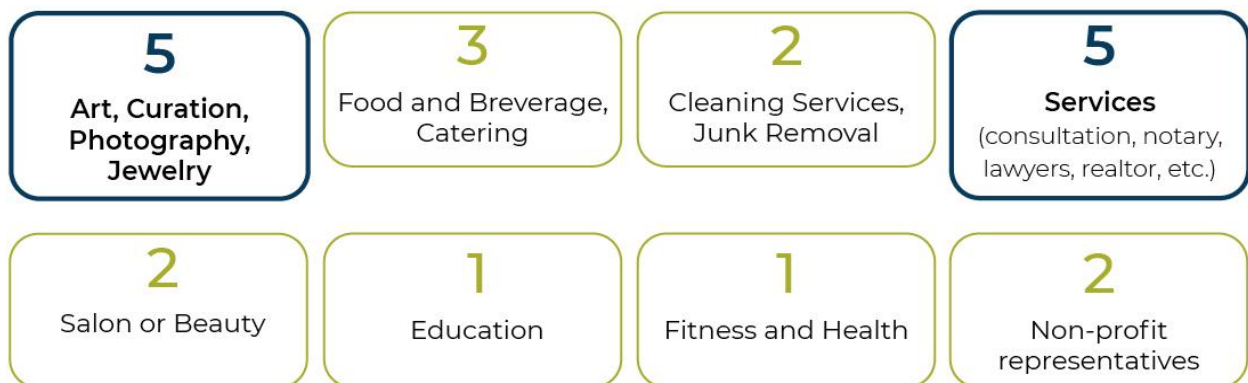 5
Art, Curation,
Photography,
Jewelry
3
Food and Breverage,
Catering
2
Cleaning Services,
Junk Removal
5
Services
(consultation, notary,
lawyers, realtor, etc.)
2
Salon or Beauty
1
Education
1
Fitness and Health
2
Non-profit
representatives